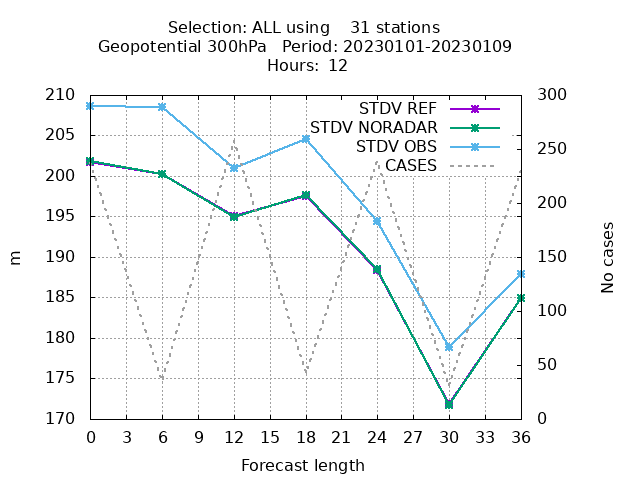 Selection: ALL using    31 stations
Geopotential 300hPa   Period: 20230101-20230109
Hours:  12
STDV REF
STDV NORADAR
STDV OBS
CASES
210
205
200
195
190
185
180
175
170
m
300
250
200
150
100
50
0
No cases
0 3 6 9 12 15 18 21 24 27 30 33 36
Forecast length